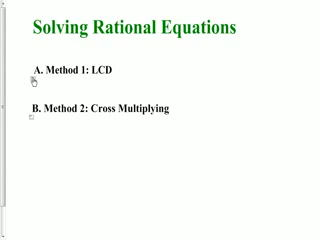 Solving Rational Equations
A. Method 1: LCD
B. Method 2: Cross Multiplying